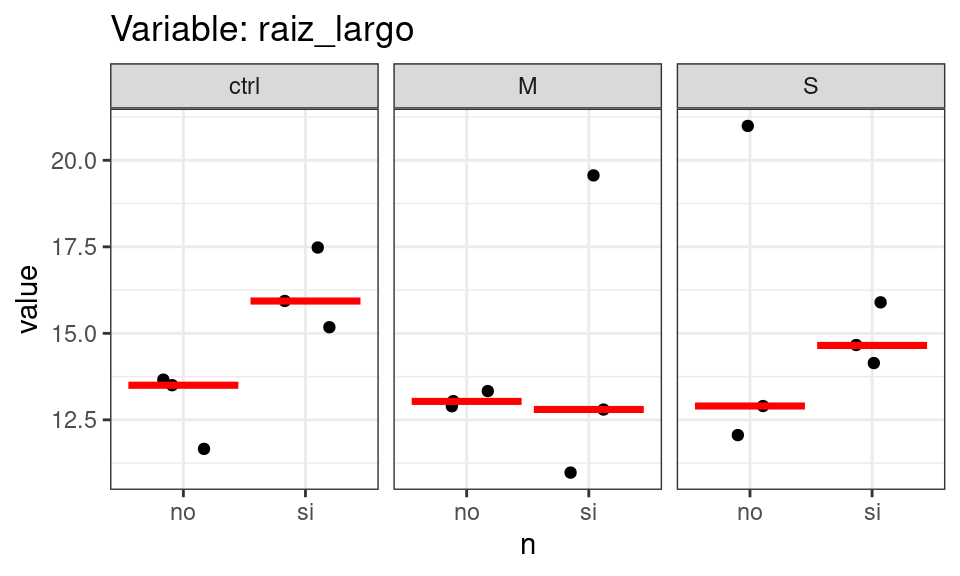 Variable: raiz_largo
ctrl
M
S
value
20.0
17.5
15.0
12.5
no
si
no
si
no
si
n